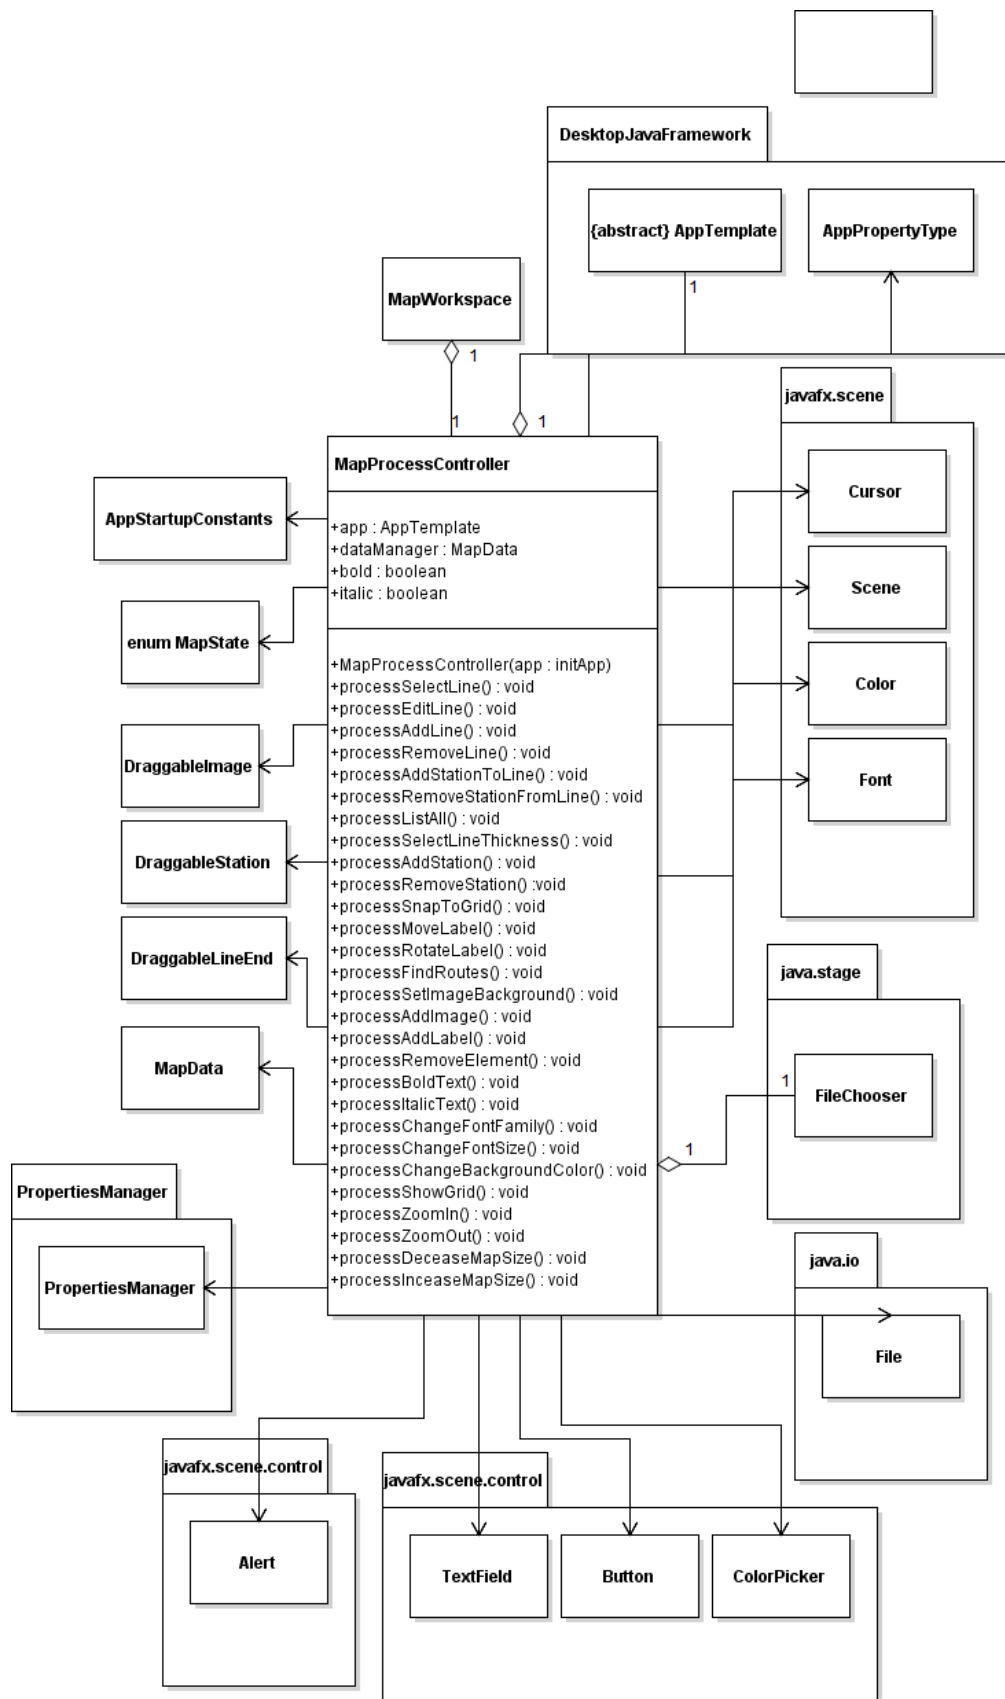 DesktopJavaFramework
{abstract} AppTemplate
AppPropertyType
1
MapWorkspace
1
1
1
javafx.scene
Cursor
Scene
Color
Font
MapProcessController
+app : AppTemplate
+dataManager : MapData
+bold : boolean
+italic : boolean
+MapProcessController(app : initApp)
+processSelectLine() : void
+processEditLine() : void
+processAddLine() : void
+processRemoveLine() : void
+processAddStationToLine() : void
+processRemoveStationFromLine() : void
+processListAll() : void
+processSelectLineThickness() : void
+processAddStation() : void
+processRemoveStation() :void
+processSnapToGrid() : void
+processMoveLabel() : void
+processRotateLabel() : void
+processFindRoutes() : void
+processSetImageBackground() : void
+processAddImage() : void
+processAddLabel() : void
+processRemoveElement() : void
+processBoldText() : void
+processItalicText() : void
+processChangeFontFamily() : void
+processChangeFontSize() : void
+processChangeBackgroundColor() : void
+processShowGrid() : void
+processZoomIn() : void
+processZoomOut() : void
+processDeceaseMapSize() : void
+processInceaseMapSize() : void
AppStartupConstants
enum MapState
DraggableImage
DraggableStation
DraggableLineEnd
MapData
java.stage
1
FileChooser
1
PropertiesManager
PropertiesManager
java.io
File
javafx.scene.control
Alert
javafx.scene.control
TextField
Button
ColorPicker